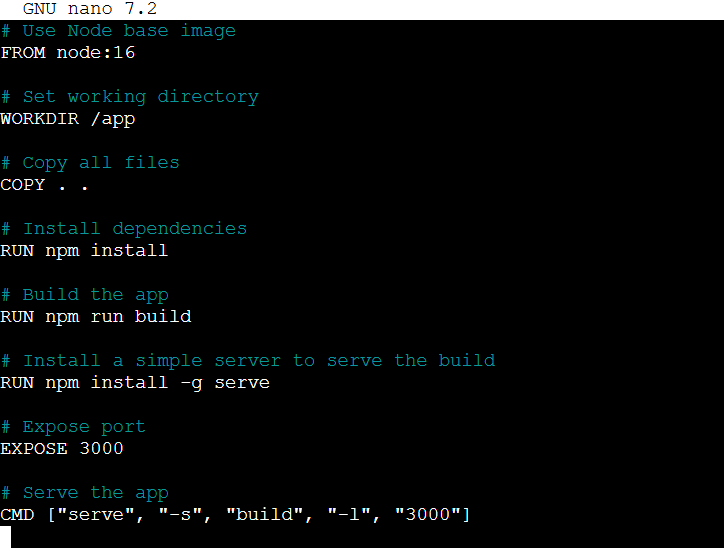 GNU nano 7.2
# Use Node base image
FROM node:16
# Set working directory
WORKDIR /app
# Copy all files
COPY . .
# Install dependencies
RUN npm install
# Build the app
RUN npm run build
# Install a simple server to serve the build
RUN npm install -g serve
# Expose port
EXPOSE 3000
# Serve the app
CMD ["serve", "-s", "build", "-l", "3000"]